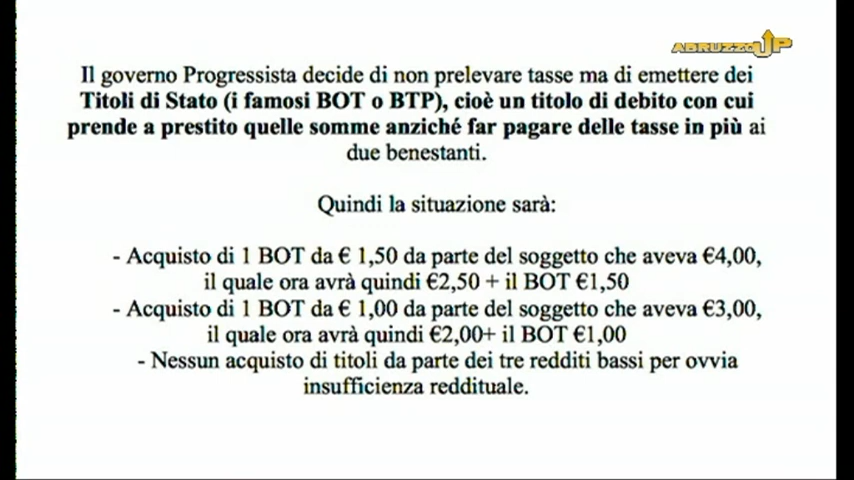 ABRUZZOUP
Il governo Progressista decide di non prelevare tasse ma di emettere dei
Titoli di Stato (i famosi BOT o BTP), cioè un titolo di debito con cui
prende a prestito quelle somme anziché far pagare delle tasse in più ai
due benestanti.
Quindi la situazione sarà:
- Acquisto di 1 BOT da € 1,50 da parte del soggetto che aveva €4,00,
il quale ora avrà quindi €2,50 + il BOT €1,50
- Acquisto di 1 BOT da € 1,00 da parte del soggetto che aveva €3,00,
il quale ora avrà quindi €2,00+ il BOT €1,00
- Nessun acquisto di titoli da parte dei tre redditi bassi per ovvia
insufficienza reddituale.